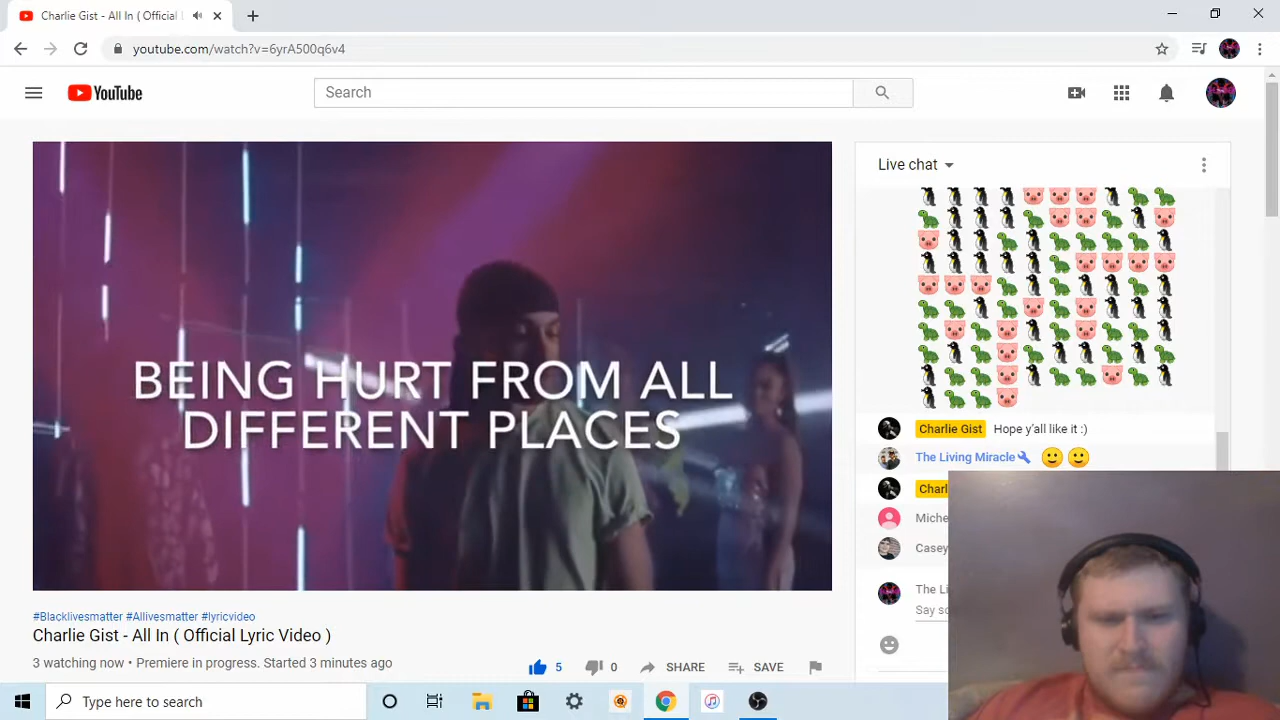 Charlie Gist - All In ( Official
youtube.com/watch?v=6yrA500q6v4
YouTube
Search
BEING HURT FROM ALL
DIFFERENT PLACES
#Blacklivesmatter #Allivesmatter #lyricvideo
Charlie Gist - All In ( Official Lyric Video )
3 watching now • Premiere in progress. Started 3 minutes ago
5
0
SHARE
SAVE
Live chat
Charlie Gist Hope y'all like it :)
The Living Miracle
Charl
Miche
Casey
The Li
Say so
Type here to search